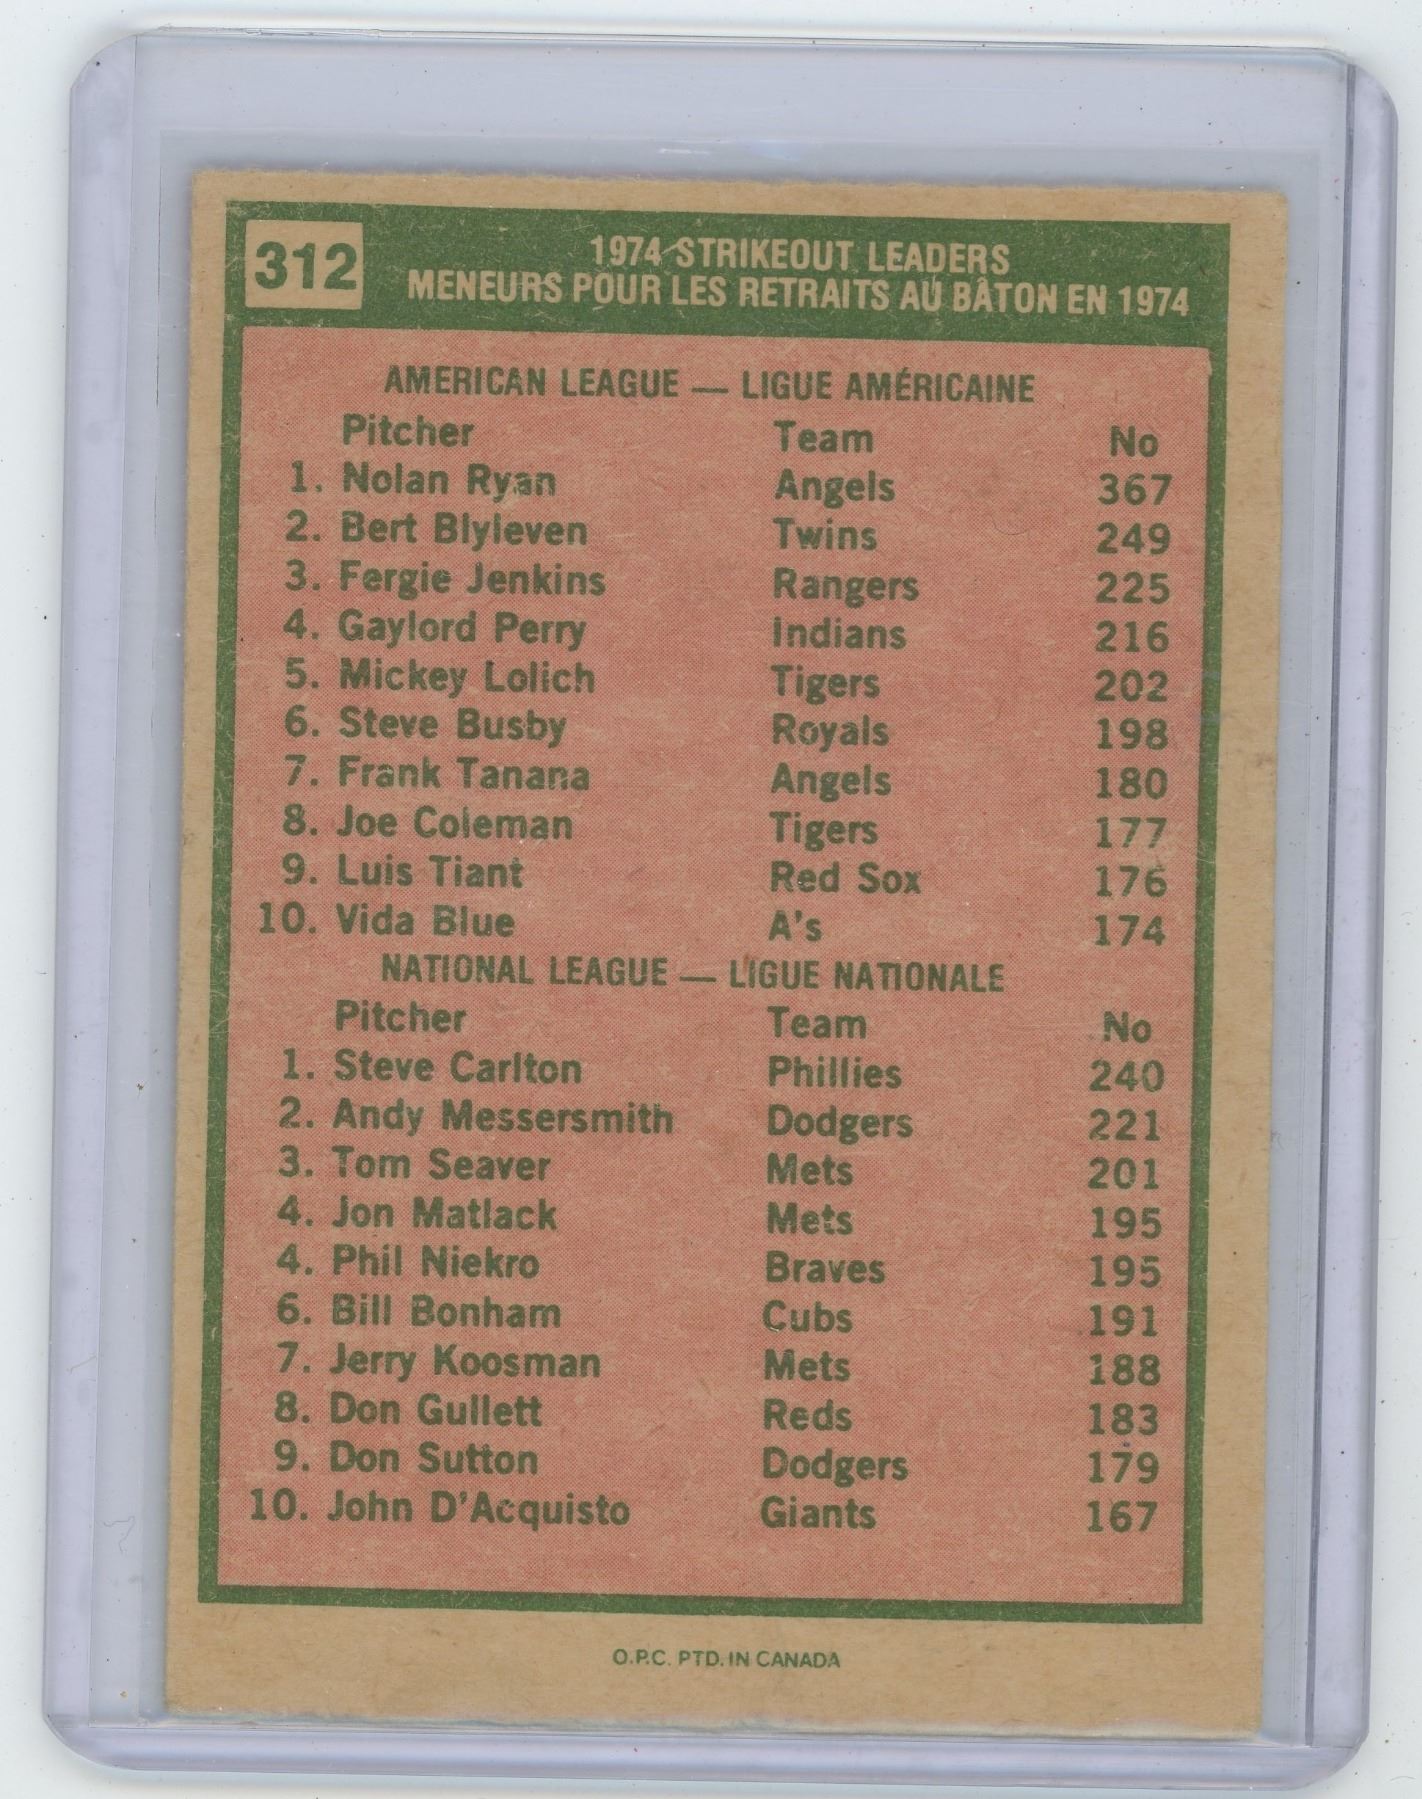 312
1974 STRIKEOUT LEADERS
MENEURS POUR LES RETRAITS AU BÂTON EN 1974
AMERICAN LEAGUE — LIGUE AMÉRICAINE
Pitcher Team No
1. Nolan Ryan Angels 367
2. Bert Blyleven Twins 249
3. Fergie Jenkins Rangers 225
4. Gaylord Perry Indians 216
5. Mickey Lolich Tigers 202
6. Steve Busby Royals 198
7. Frank Tanana Angels 180
8. Joe Coleman Tigers 177
9. Luis Tiant Red Sox 176
10. Vida Blue A's 174
NATIONAL LEAGUE — LIGUE NATIONALE
Pitcher Team No
1. Steve Carlton Phillies 240
2. Andy Messersmith Dodgers 221
3. Tom Seaver Mets 201
4. Jon Matlack Mets 195
4. Phil Niekro Braves 195
6. Bill Bonham Cubs 191
7. Jerry Koosman Mets 188
8. Don Gullett Reds 183
9. Don Sutton Dodgers 179
10. John D'Acquisto Giants 167
O.P.C. PTD. IN CANADA